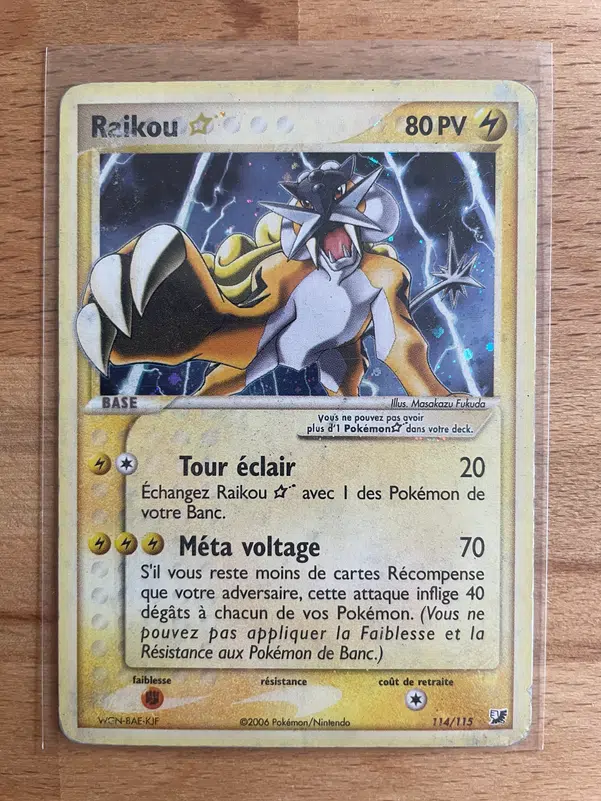 Raikou ☆
80 PV
BASE
Illus. Masakazu Fukuda
Vous ne pouvez pas avoir
plus d'1 Pokémon☆ dans votre deck.
Tour éclair 20
Échangez Raikou ☆ avec 1 des Pokémon de
votre Banc.
Méta voltage 70
S'il vous reste moins de cartes Récompense
que votre adversaire, cette attaque inflige 40
dégâts à chacun de vos Pokémon. (Vous ne
pouvez pas appliquer la Faiblesse et la
Résistance aux Pokémon de Banc.)
faiblesse résistance coût de retraite
WGN-BAE-KJF ©2006 Pokémon/Nintendo 114/115